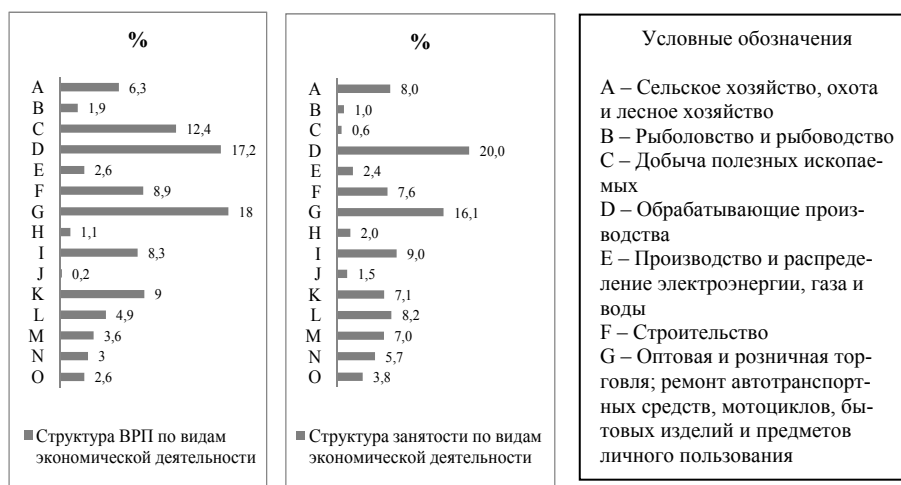 %
A 6,3
B 1,9
C 12,4
D 17,2
E 2,6
F 8,9
G 18
H 1,1
I 8,3
J 0,2
K 9
L 4,9
M 3,6
N 3
O 2,6
Структура ВРП по видам
экономической деятельности
%
A 8,0
B 1,0
C 0,6
D 20,0
E 2,4
F 7,6
G 16,1
H 2,0
I 9,0
J 1,5
K 7,1
L 8,2
M 7,0
N 5,7
O 3,8
Структура занятости по видам
экономической деятельности
Условные обозначения
A – Сельское хозяйство, охота
и лесное хозяйство
B – Рыболовство и рыбоводство
C – Добыча полезных ископае-
мых
D – Обрабатывающие произ-
водства
E – Производство и распреде-
ление электроэнергии, газа и
воды
F – Строительство
G – Оптовая и розничная тор-
говля; ремонт автотранспорт-
ных средств, мотоциклов, бы-
товых изделий и предметов
личного пользования